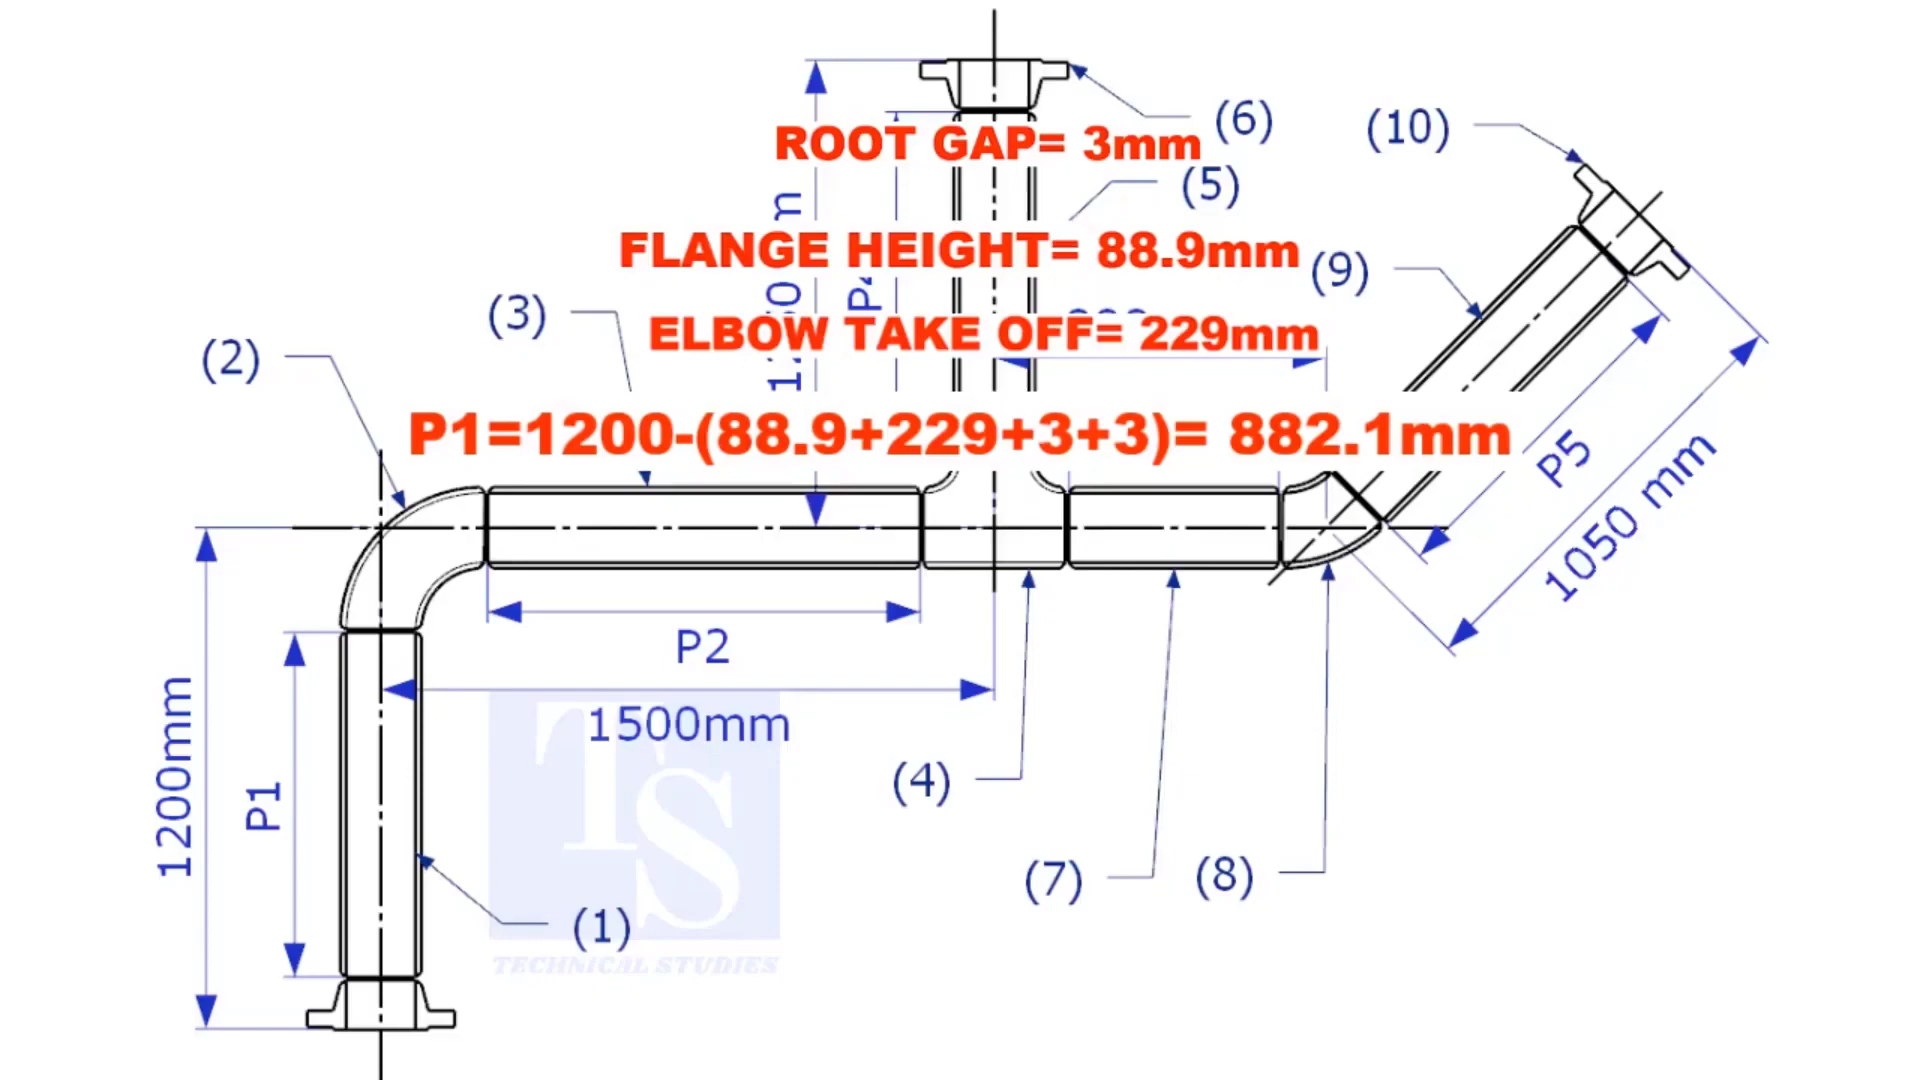 (6)
(10)
ROOT GAP= 3mm
(5)
FLANGE HEIGHT= 88.9mm
(9)
(3)
ELBOW TAKE OFF= 229mm
(2)
P1=1200-(88.9+229+3+3)= 882.1mm
P5
1050 mm
P2
1500mm
1200mm
P1
(4)
(7)
(8)
(1)
TS
TECHNICAL STUDIES